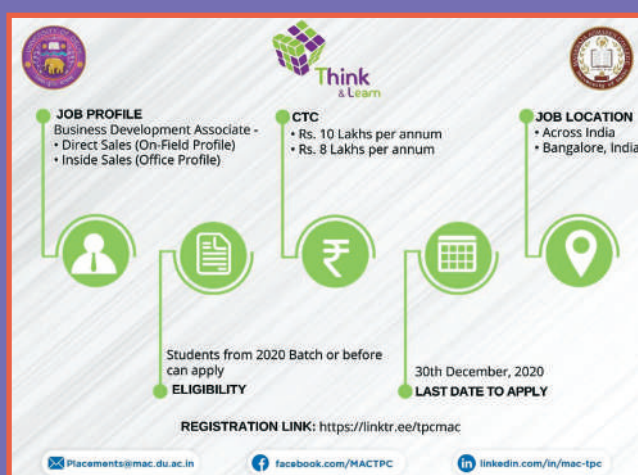 Think
& Learn
JOB PROFILE
Business Development Associate -
• Direct Sales (On-Field Profile)
• Inside Sales (Office Profile)
CTC
• Rs. 10 Lakhs per annum
• Rs. 8 Lakhs per annum
JOB LOCATION
• Across India
• Bangalore, India
₹
Students from 2020 Batch or before
can apply
ELIGIBILITY
30th December, 2020
LAST DATE TO APPLY
REGISTRATION LINK: https://linktr.ee/tpcmac
Placements@mac.du.ac.in
facebook.com/MACTPC
linkedin.com/in/mac-tpc